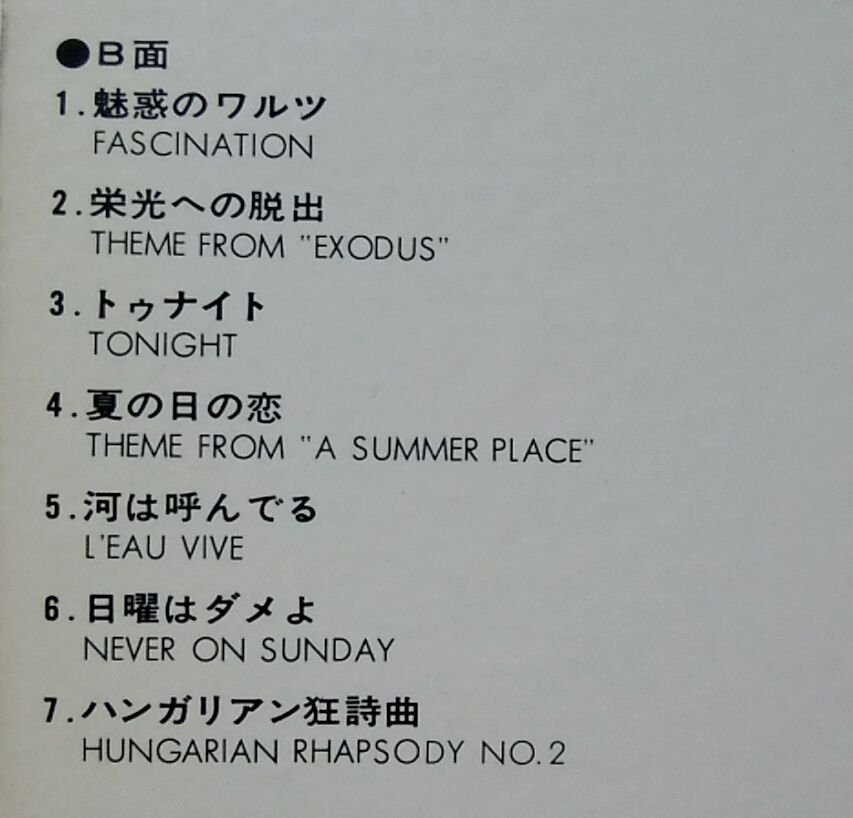 ●B面
1.魅惑のワルツ
FASCINATION
2.栄光への脱出
THEME FROM "EXODUS"
3.トゥナイト
TONIGHT
4.夏の日の恋
THEME FROM "A SUMMER PLACE"
5.河は呼んでる
L'EAU VIVE
6.日曜はダメよ
NEVER ON SUNDAY
7.ハンガリアン狂詩曲
HUNGARIAN RHAPSODY NO.2